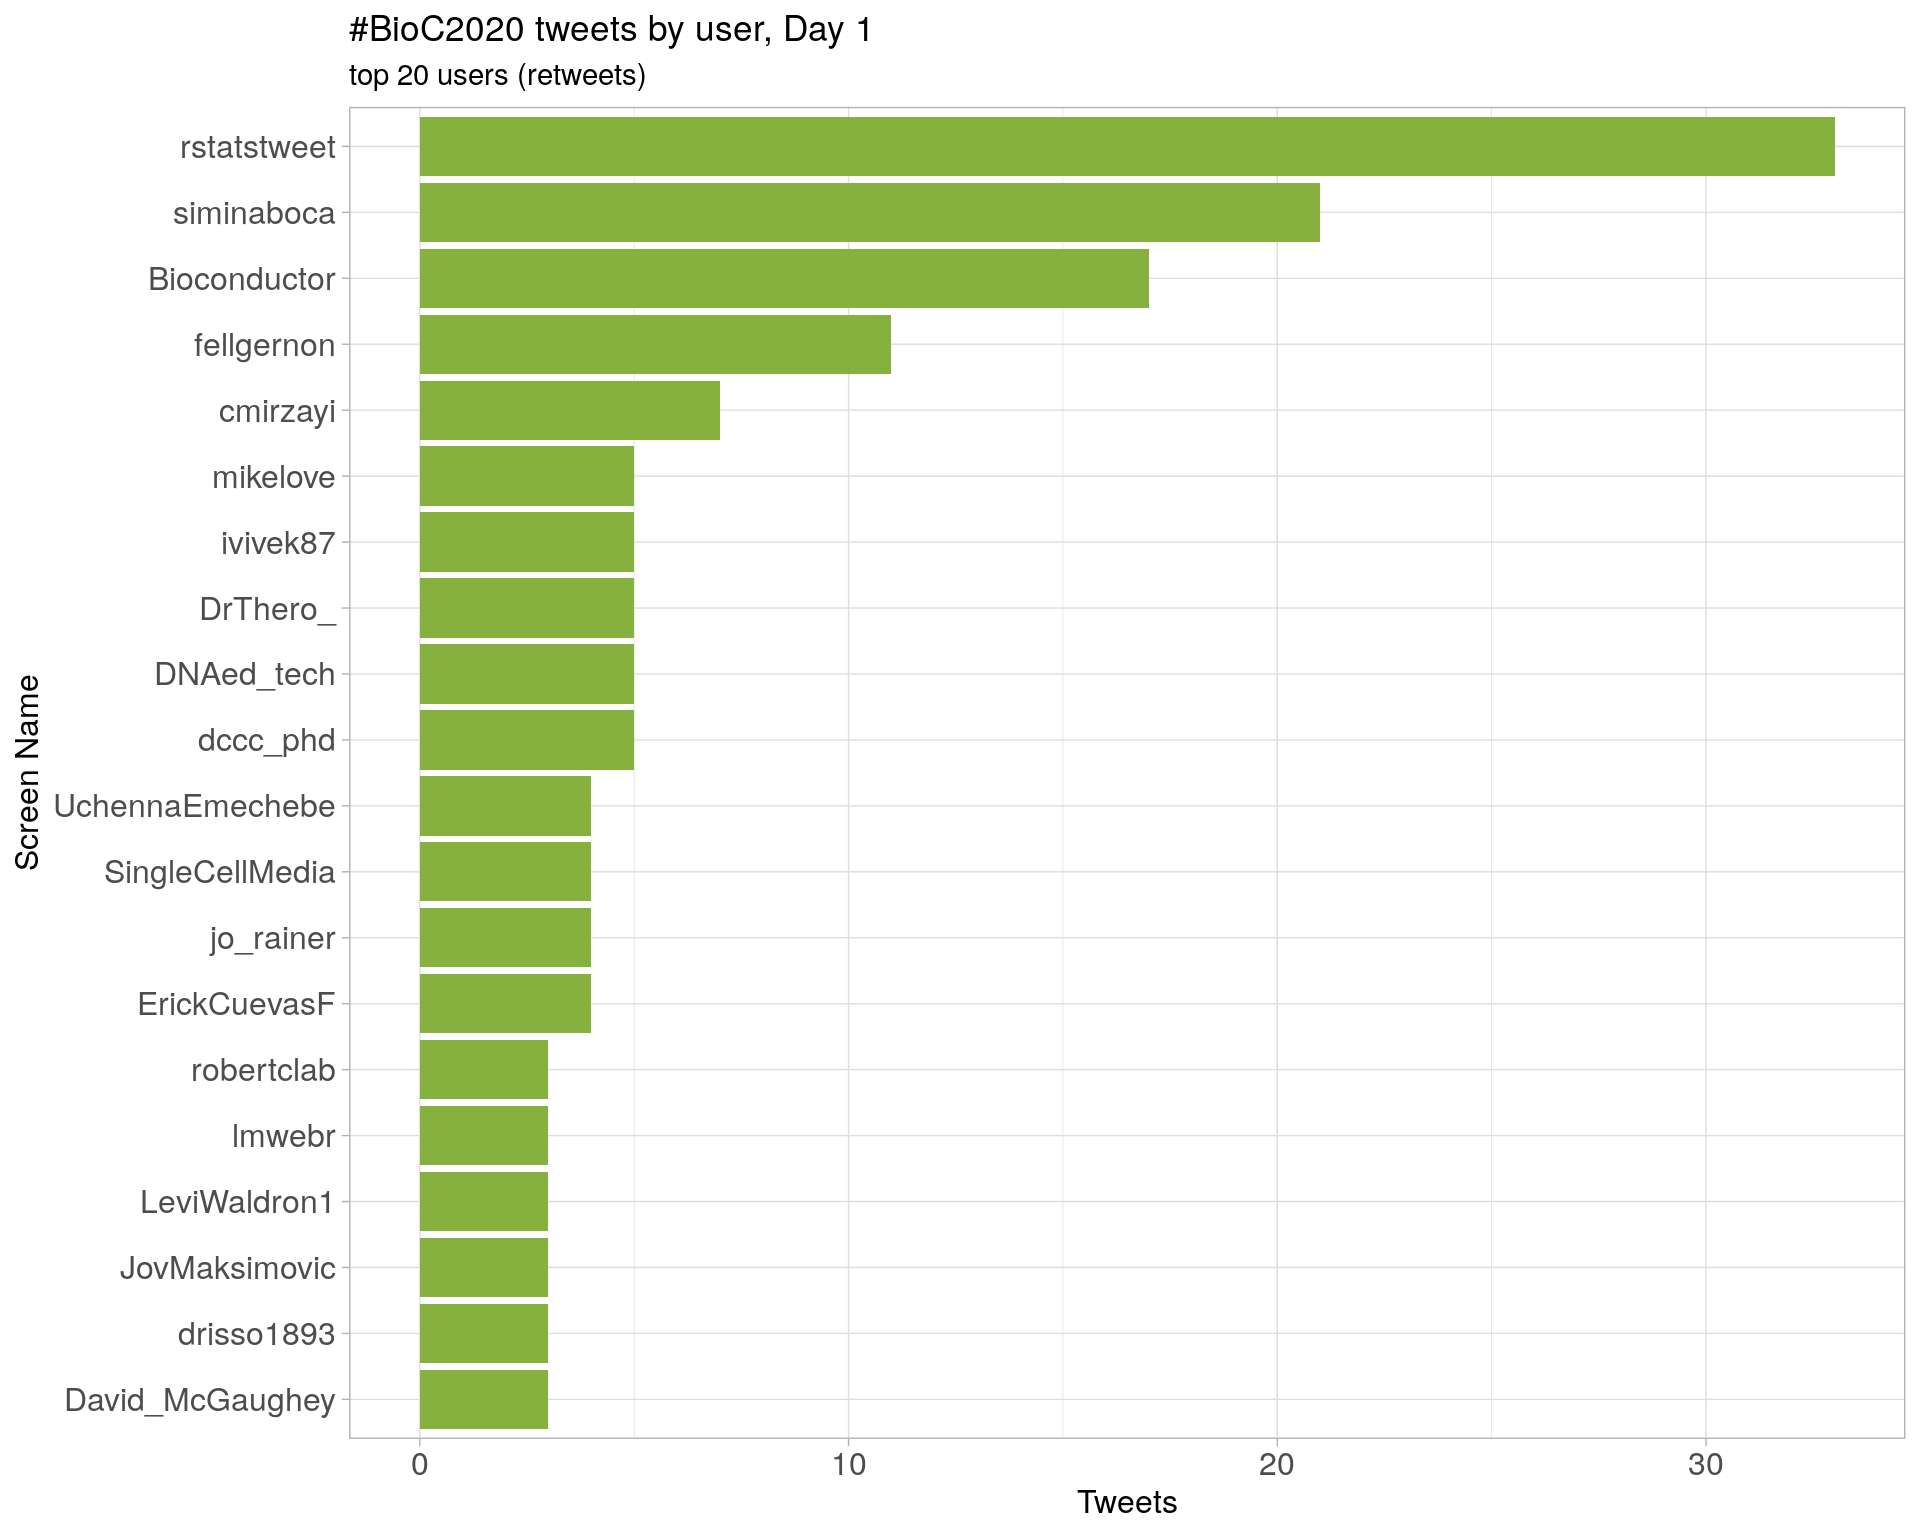 #BioC2020 tweets by user, Day 1
top 20 users (retweets)
Screen Name
rstatstweet
siminaboca
Bioconductor
fellgernon
cmirzayi
mikelove
ivivek87
DrThero_
DNAed_tech
dccc_phd
UchennaEmechebe
SingleCellMedia
jo_rainer
ErickCuevasF
robertclab
lmwebr
LeviWaldron1
JovMaksimovic
drisso1893
David_McGaughey
0 10 20 30
Tweets